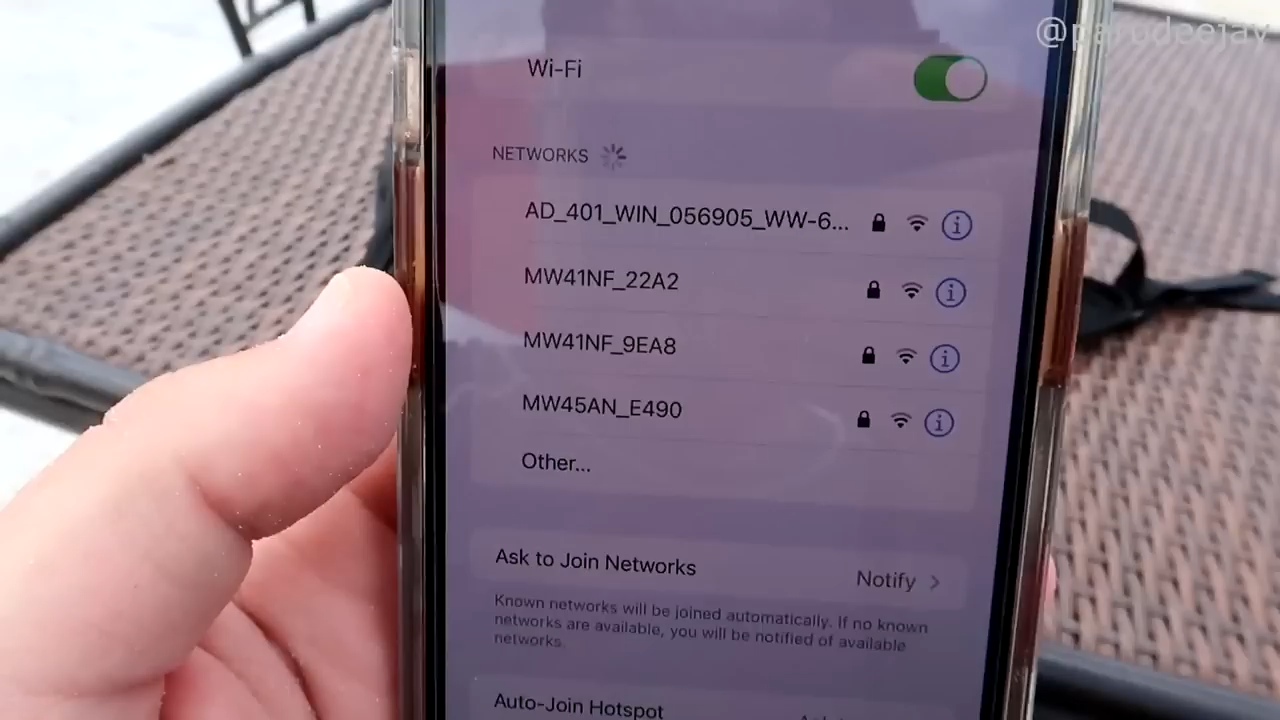 @parudeejay
Wi-Fi
NETWORKS
AD_401_WIN_056905_WW-6...
MW41NF_22A2
MW41NF_9EA8
MW45AN_E490
Other...
Ask to Join Networks Notify
Known networks will be joined automatically. If no known
networks are available, you will be notified of available
networks.
Auto-Join Hotspot